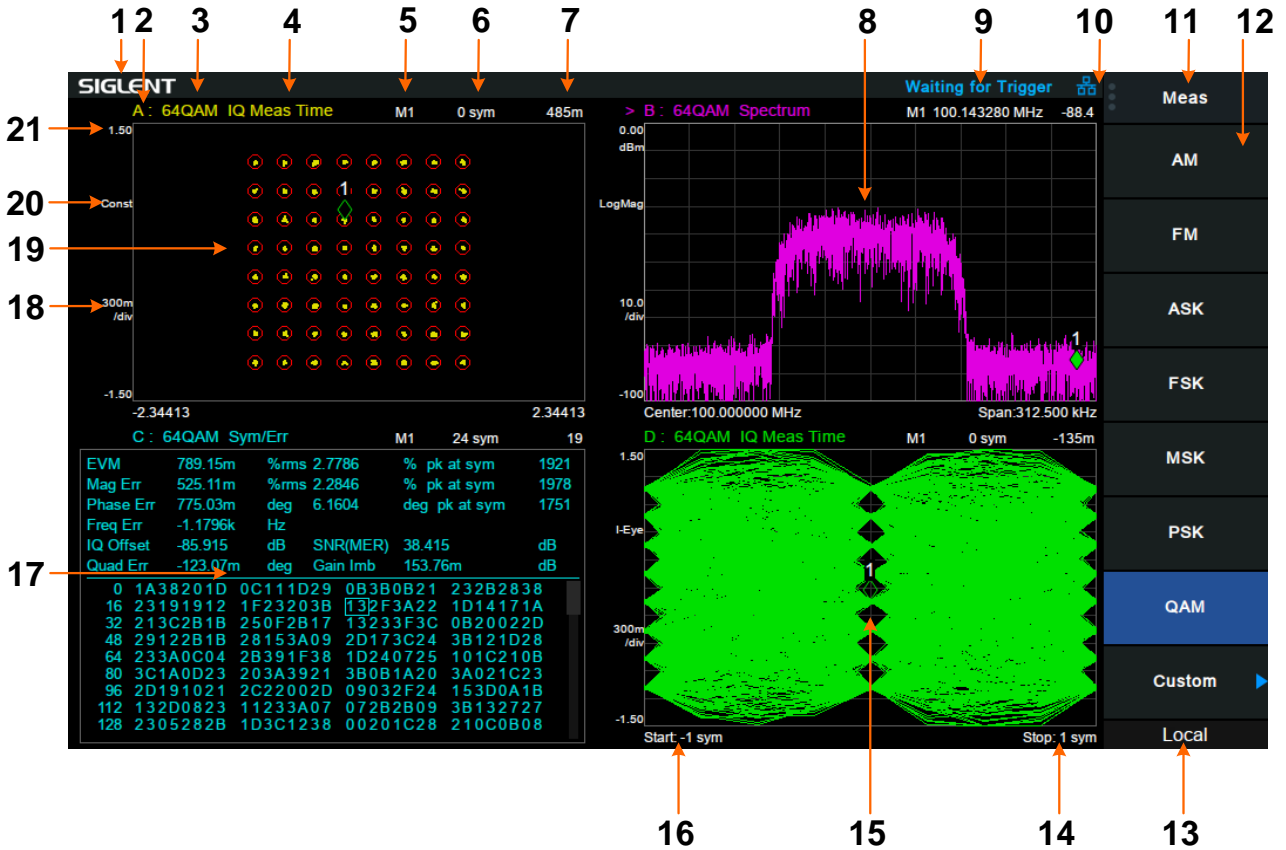 1 2 3 4 5 6 7 8 9 10 11 12
SIGLENT Waiting for Trigger Meas
A : 64QAM IQ Meas Time M1 0 sym 485m
1.50
Const
300m
/div
-1.50
-2.34413 2.34413
1
> B : 64QAM Spectrum M1 100.143280 MHz -88.4
0.00
dBm
LogMag
10.0
/div
-100
1
Center:100.000000 MHz Span:312.500 kHz
C : 64QAM Sym/Err M1 24 sym 19
EVM 789.15m %rms 2.7786 % pk at sym 1921
Mag Err 525.11m %rms 2.2846 % pk at sym 1978
Phase Err 775.03m deg 6.1604 deg pk at sym 1751
Freq Err -1.1796k Hz
IQ Offset -85.915 dB SNR(MER) 38.415 dB
Quad Err -123.07m deg Gain Imb 153.76m dB
0 1A38201D 0C111D29 0B3B0B21 232B2838
16 23191912 1F23203B 132F3A22 1D14171A
32 213C2B1B 250F2B17 13233F3C 0B20022D
48 29122B1B 28153A09 2D173C24 3B121D28
64 233A0C04 2B391F38 1D240725 101C210B
80 3C1A0D23 203A3921 3B0B1A20 3A021C23
96 2D191021 2C22002D 09032F24 153D0A1B
112 132D0823 11233A07 072B2B09 3B132727
128 2305282B 1D3C1238 00201C28 210C0B08
D : 64QAM IQ Meas Time M1 0 sym -135m
1.50
I-Eye
300m
/div
-1.50
1
Start: -1 sym Stop: 1 sym
AM
FM
ASK
FSK
MSK
PSK
QAM
Custom
Local
21
20
19
18
17
16 15 14 13